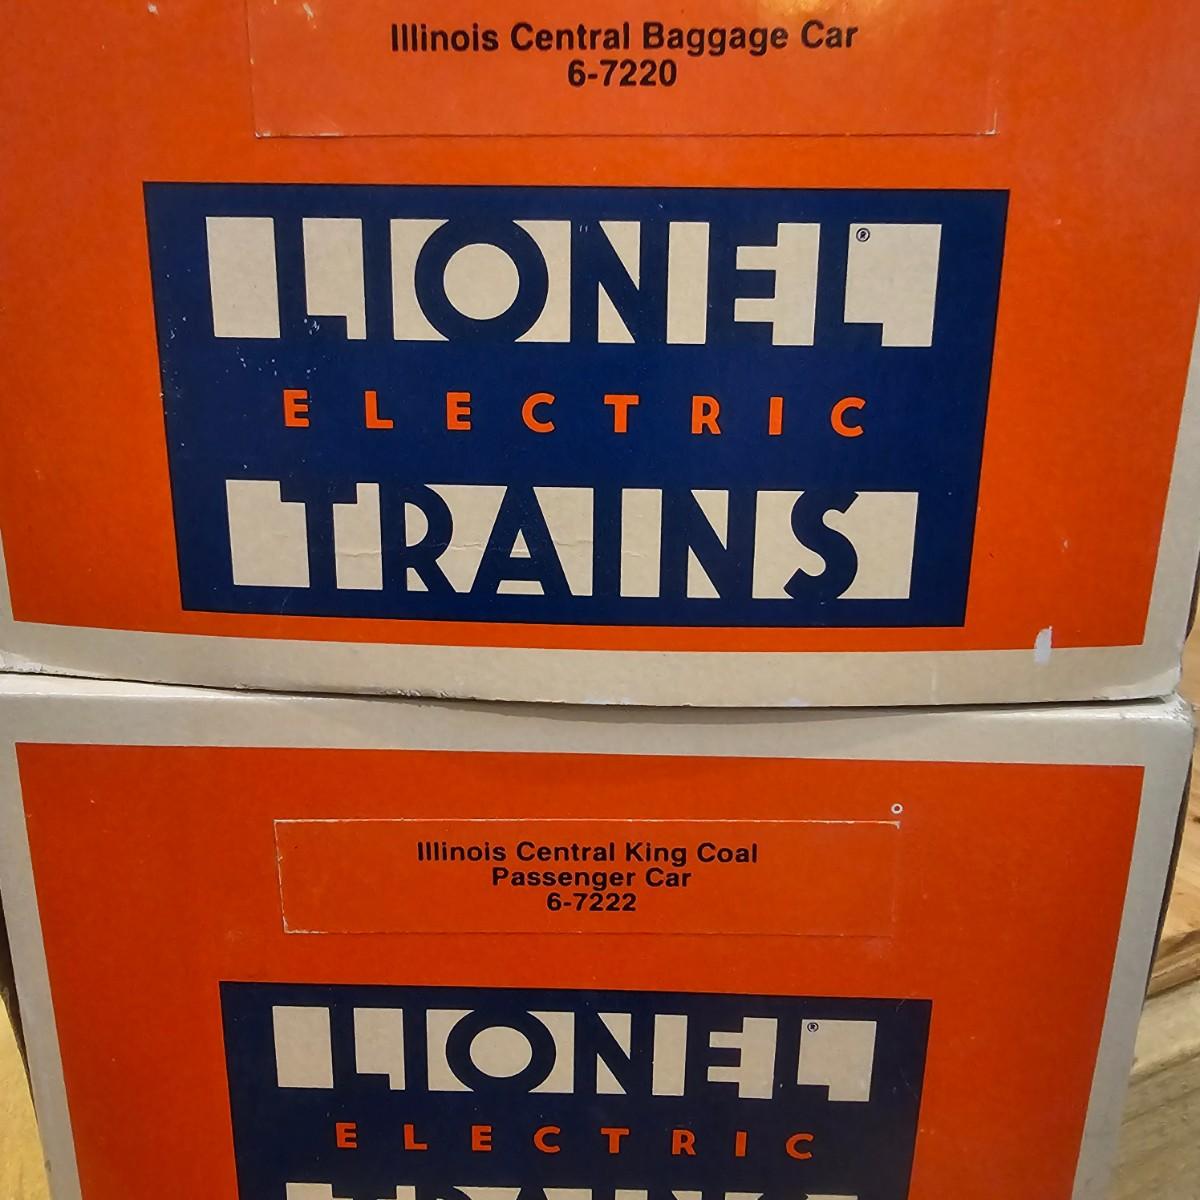 Illinois Central Baggage Car
6-7220
LIONEL ®
ELECTRIC
TRAINS
Illinois Central King Coal
Passenger Car
6-7222
LIONEL ®
ELECTRIC
TRAINS